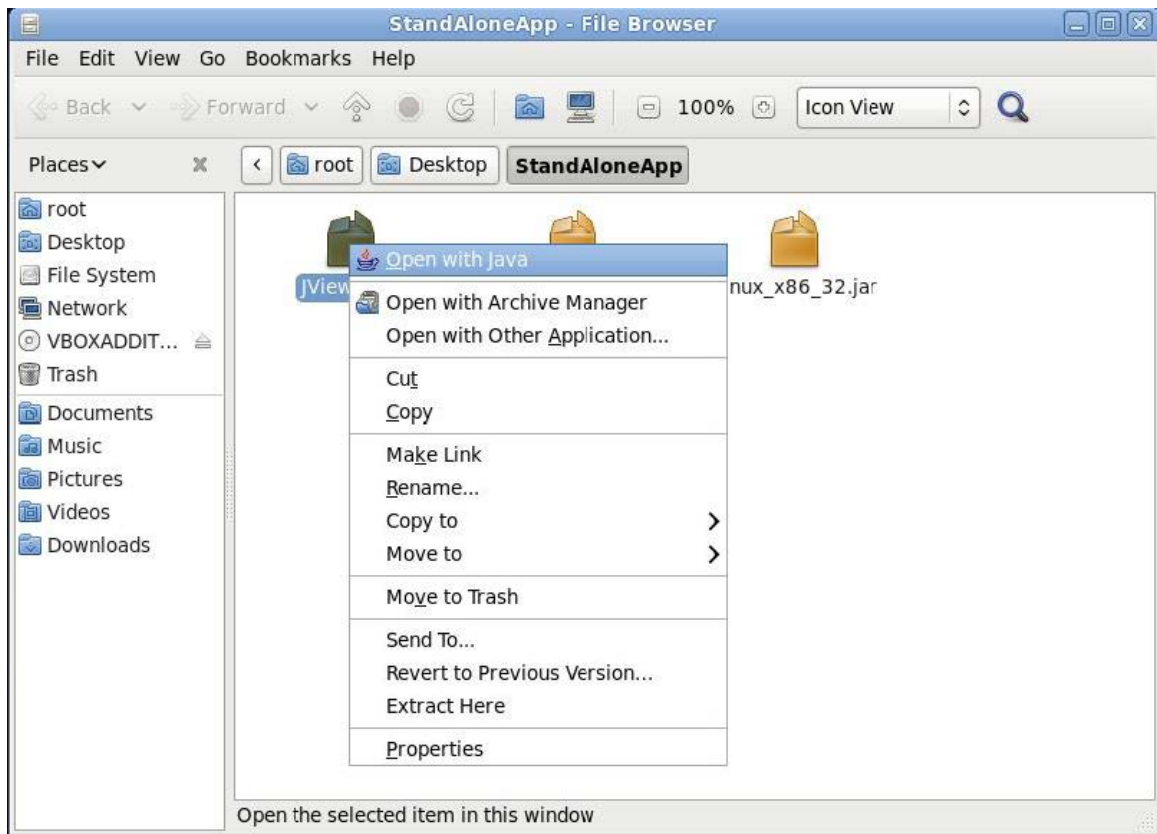 StandAloneApp - File Browser
File Edit View Go Bookmarks Help
Back Forward 100% Icon View
Places
root Desktop StandAloneApp
root
Desktop
File System
Network
VBOXADDIT...
Trash
Documents
Music
Pictures
Videos
Downloads
JView
nux_x86_32.jar
Open with Java
Open with Archive Manager
Open with Other Application...
Cut
Copy
Make Link
Rename...
Copy to
Move to
Move to Trash
Send To...
Revert to Previous Version...
Extract Here
Properties
Open the selected item in this window